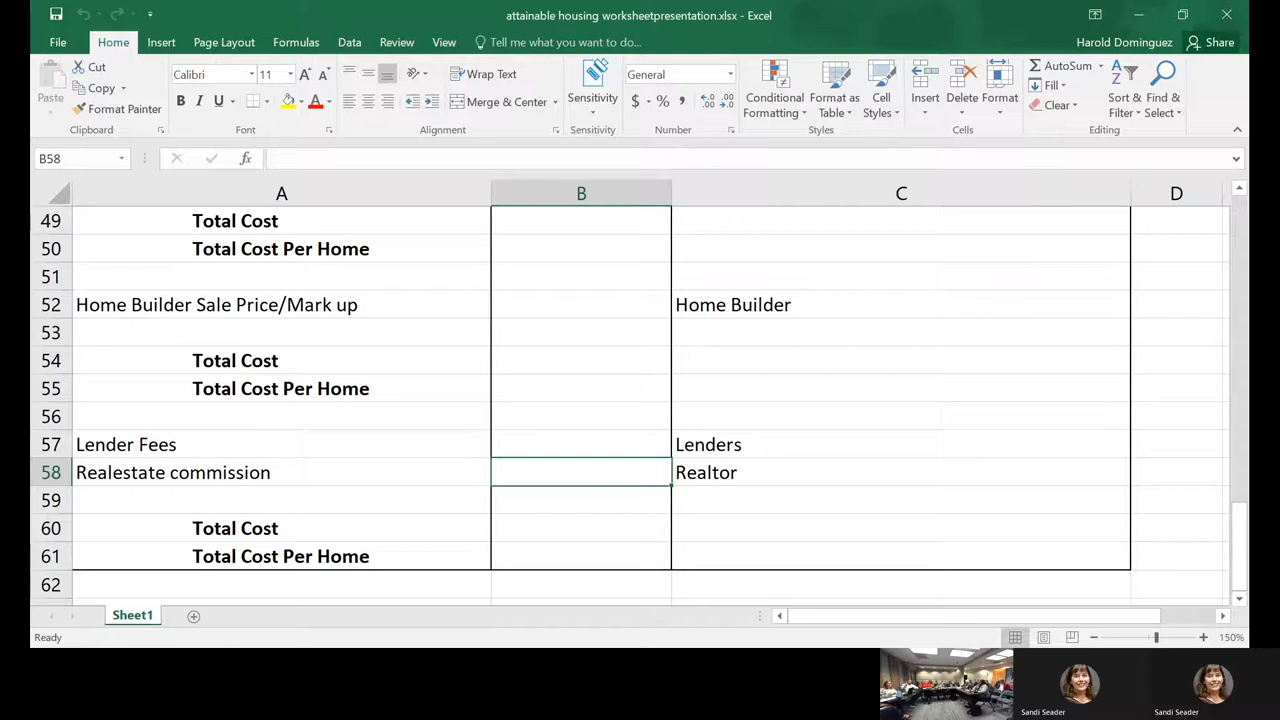 attainable housing worksheetpresentation.xlsx - Excel
File Home Insert Page Layout Formulas Data Review View Tell me what you want to do... Harold Dominguez Share
Paste Cut Copy Format Painter Clipboard
Calibri 11 B I U A A A Font
Wrap Text Merge & Center Alignment
Sensitivity Sensitivity
General $ % , Number
Conditional Formatting Format as Table Cell Styles Styles
Insert Delete Format Cells
AutoSum Fill Clear Sort & Filter Find & Select Editing
B58 fx
A B C D
49 Total Cost
50 Total Cost Per Home
51
52 Home Builder Sale Price/Mark up Home Builder
53
54 Total Cost
55 Total Cost Per Home
56
57 Lender Fees Lenders
58 Realestate commission Realtor
59
60 Total Cost
61 Total Cost Per Home
62
Sheet1
Ready 150%
Sandi Seader Sandi Seader